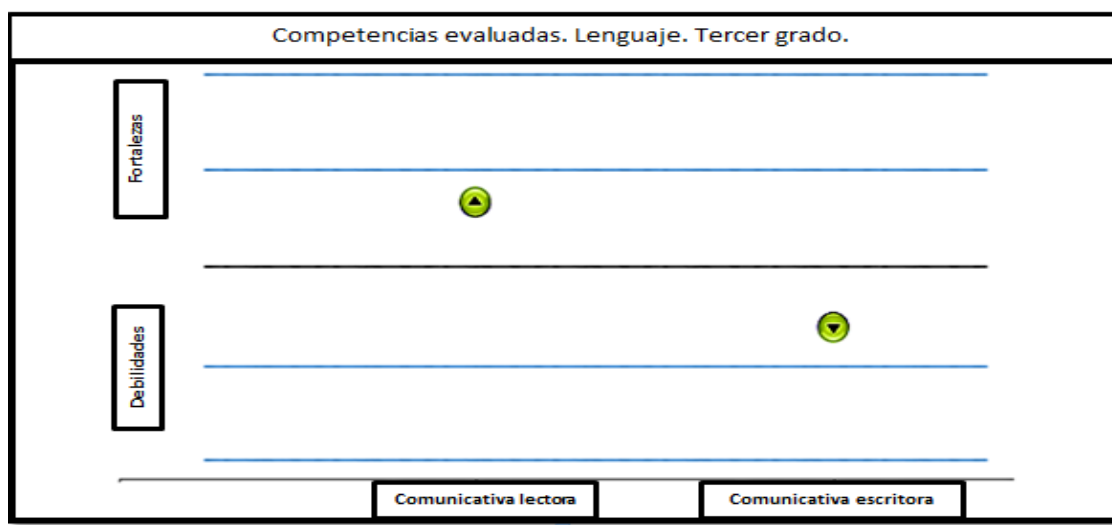 Competencias evaluadas. Lenguaje. Tercer grado.
Fortalezas
Debilidades
Comunicativa lectora
Comunicativa escritora